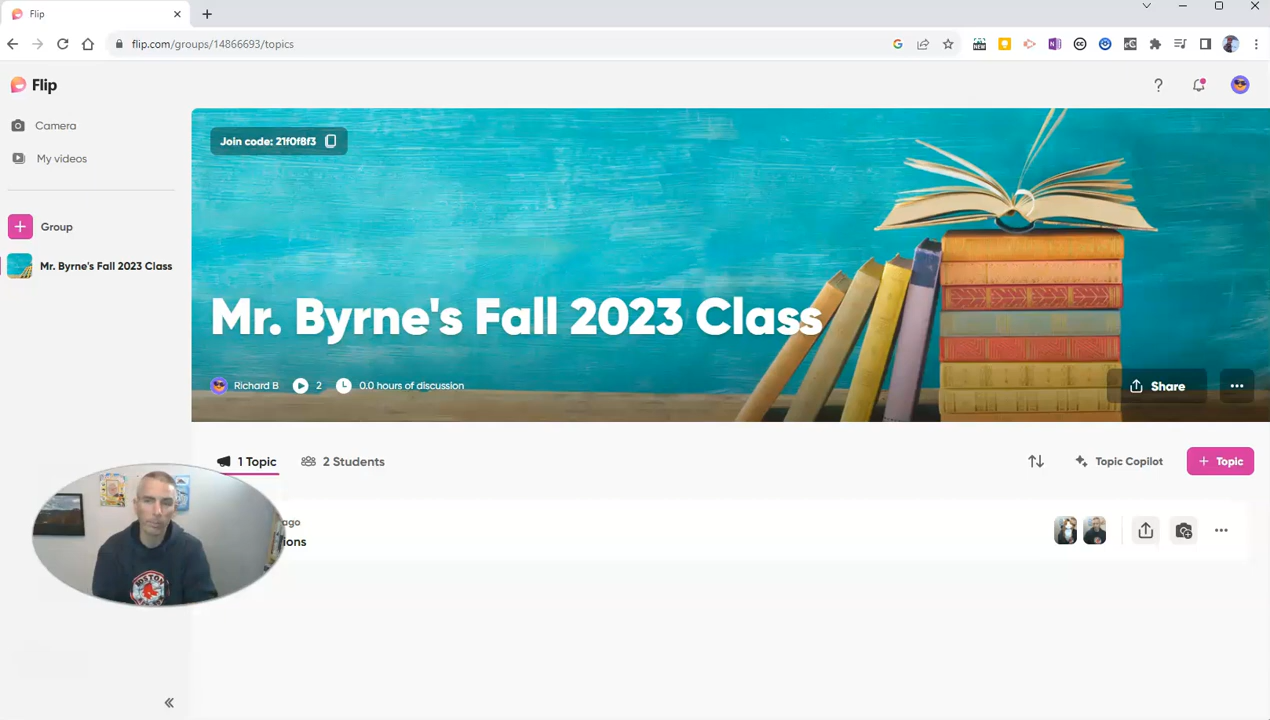 Flip
flip.com/groups/14866693/topics
NEW
Flip
Camera
My videos
Group
Mr. Byrne's Fall 2023 Class
Join code: 21f0f8f3
Mr. Byrne's Fall 2023 Class
Richard B
2
0.0 hours of discussion
Share
1 Topic
2 Students
Topic Copilot
Topic
ago
ions
BOSTON